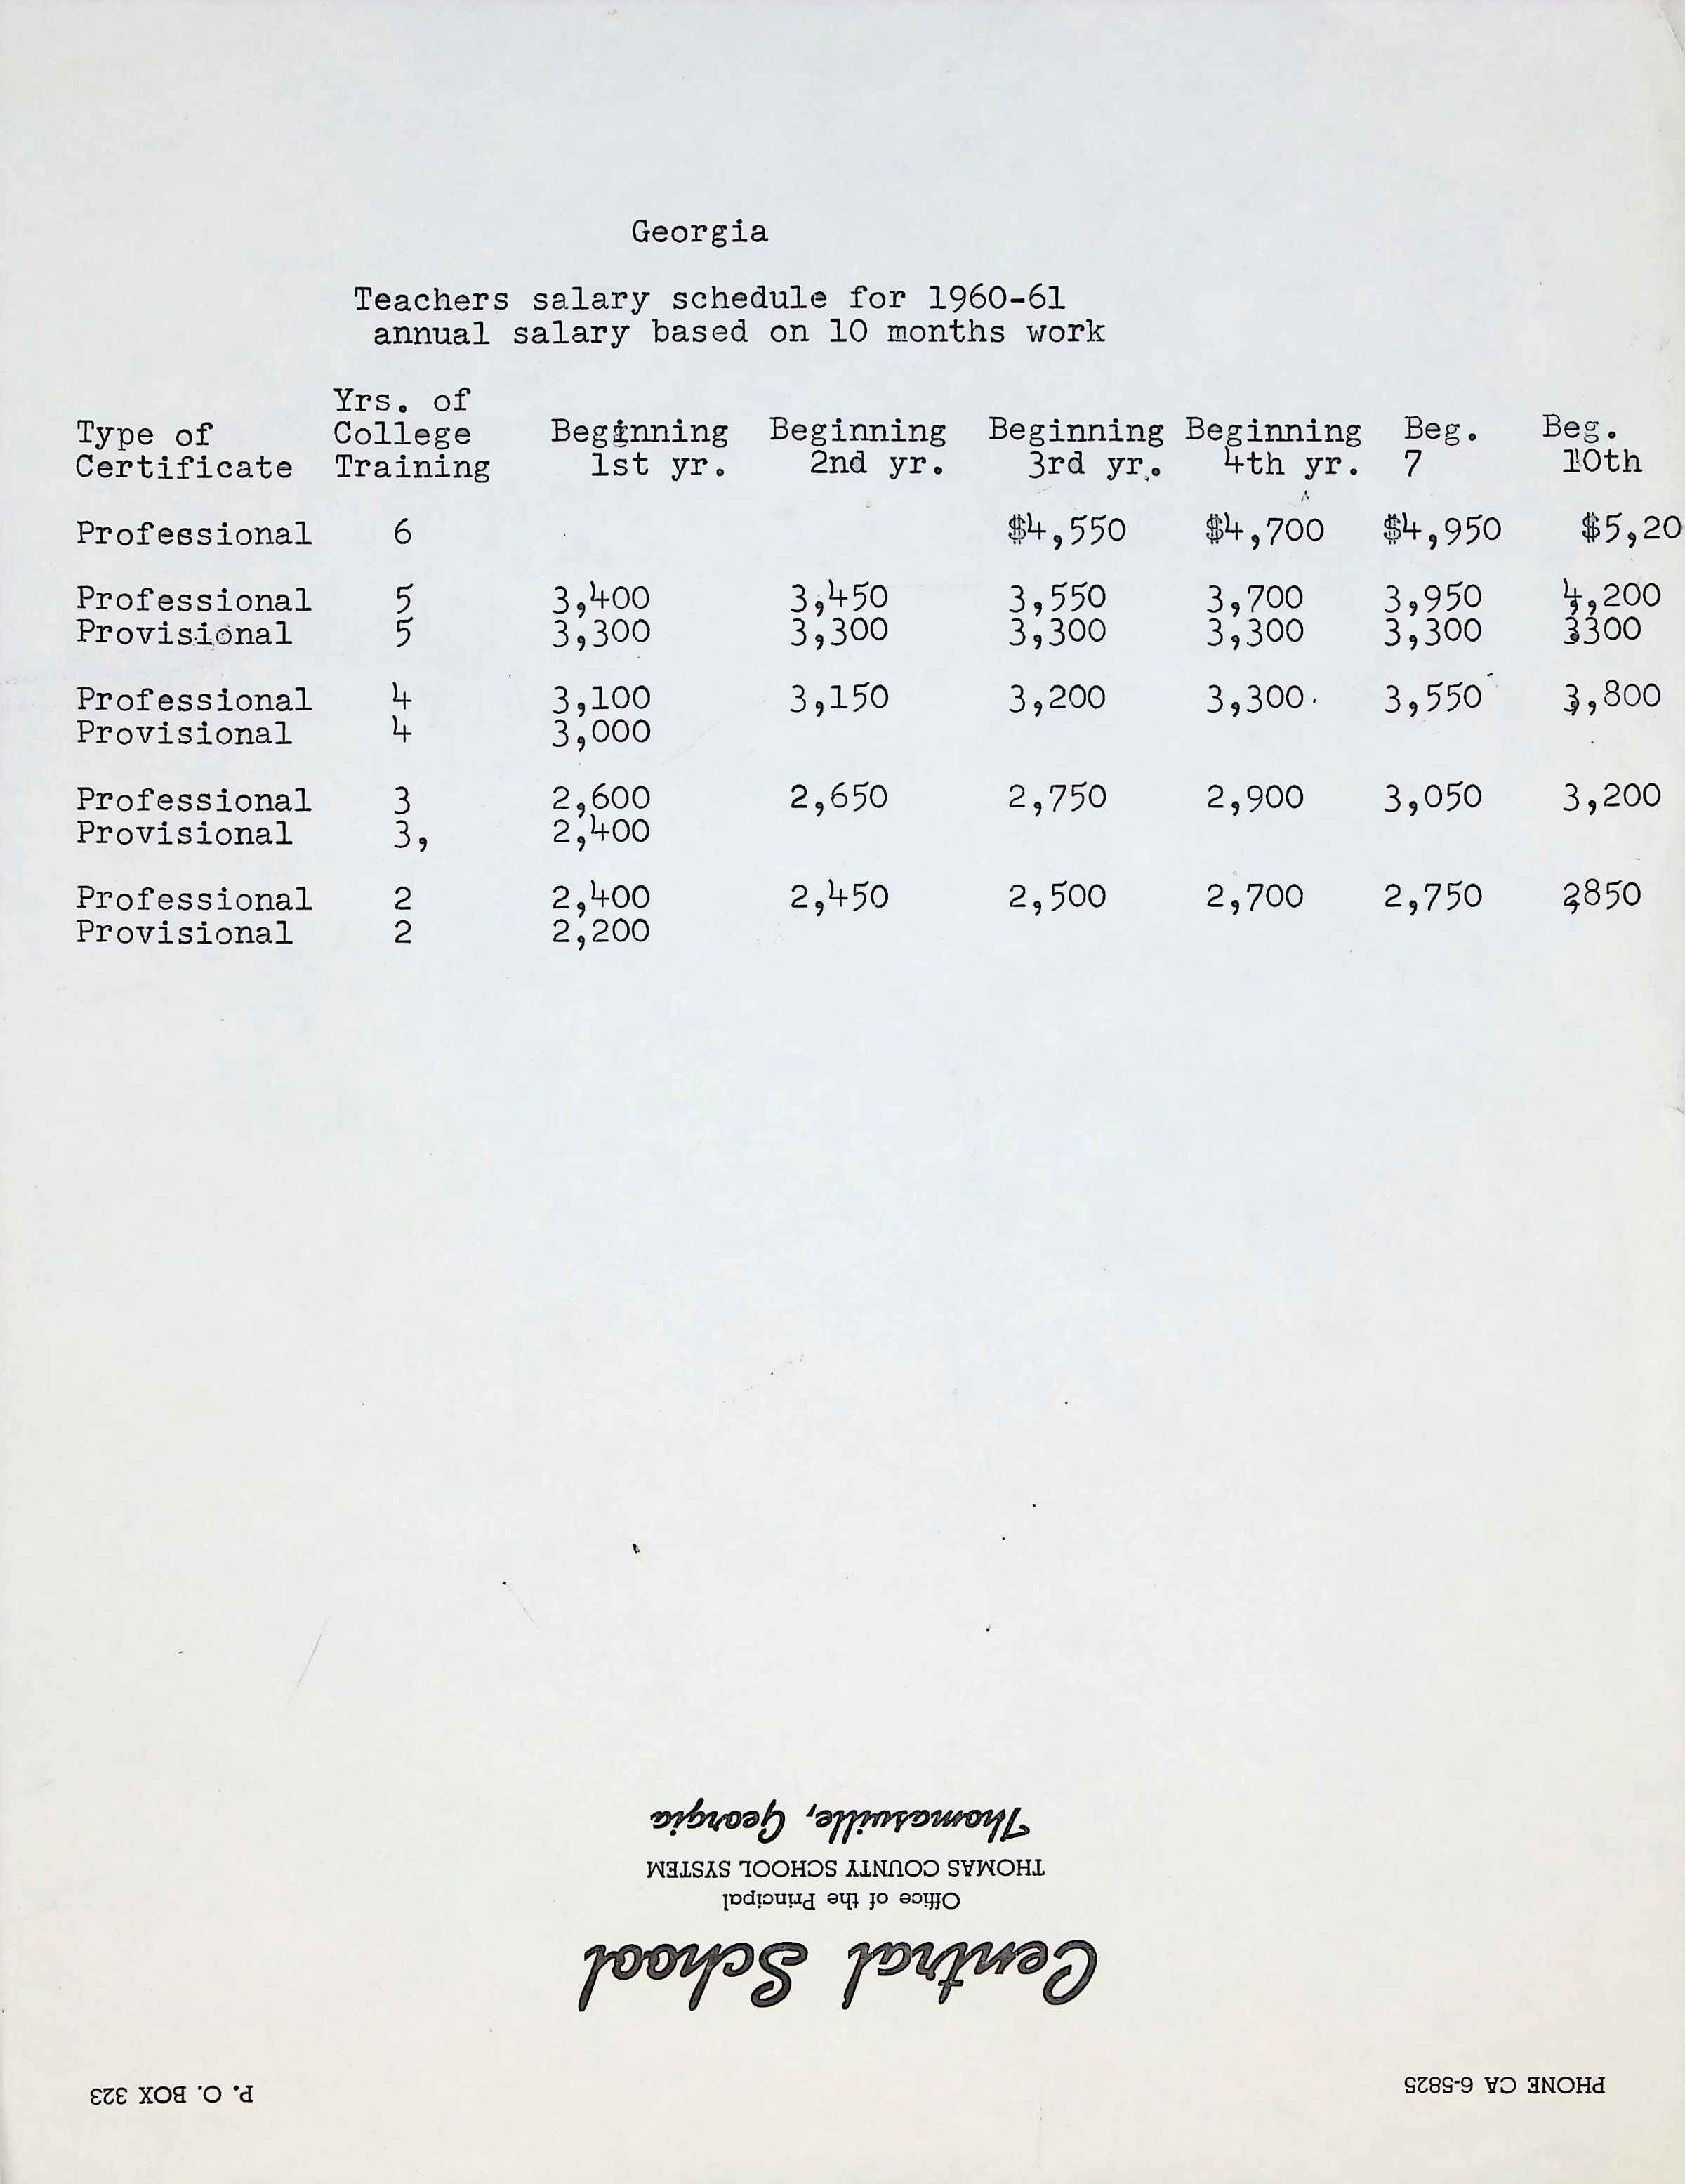 Georgia
Teachers salary schedule for 1960-61
annual salary based on 10 months work
Type of Certificate Yrs. of College Training Beginning 1st yr. Beginning 2nd yr. Beginning 3rd yr. Beginning 4th yr. Beg. 7 Beg. 10th
Professional 6 $4,550 $4,700 $4,950 $5,20
Professional 5 3,400 3,450 3,550 3,700 3,950 4,200
Provisional 5 3,300 3,300 3,300 3,300 3,300 3,300
Professional 4 3,100 3,150 3,200 3,300 3,550 3,800
Provisional 4 3,000
Professional 3 2,600 2,650 2,750 2,900 3,050 3,200
Provisional 3, 2,400
Professional 2 2,400 2,450 2,500 2,700 2,750 2,850
Provisional 2 2,200
PHONE CA 6-5825
P. O. BOX 323
Central School
Office of the Principal
THOMAS COUNTY SCHOOL SYSTEM
Thomasville, Georgia